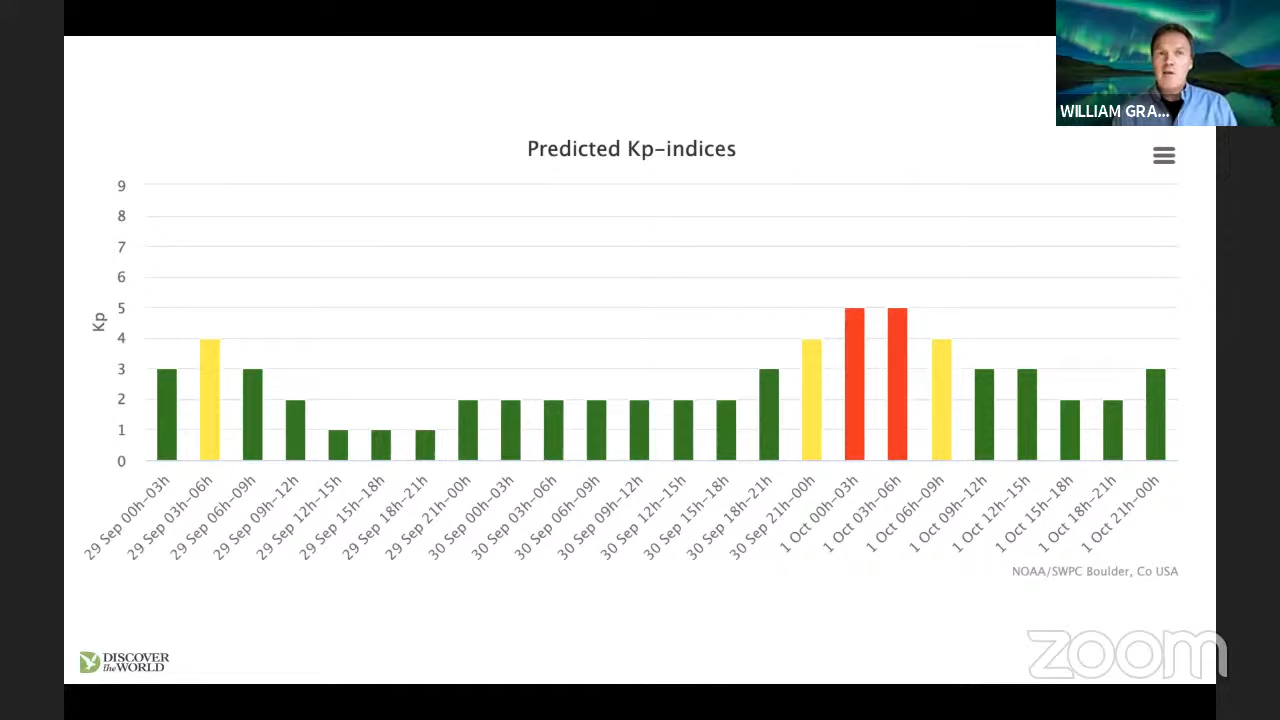 WILLIAM GRA...
Predicted Kp-indices
9
8
7
6
5
4
3
2
1
0
Kp
29 Sep 00h-03h
29 Sep 03h-06h
29 Sep 06h-09h
29 Sep 09h-12h
29 Sep 12h-15h
29 Sep 15h-18h
29 Sep 18h-21h
29 Sep 21h-00h
30 Sep 00h-03h
30 Sep 03h-06h
30 Sep 06h-09h
30 Sep 09h-12h
30 Sep 12h-15h
30 Sep 15h-18h
30 Sep 18h-21h
30 Sep 21h-00h
1 Oct 00h-03h
1 Oct 03h-06h
1 Oct 06h-09h
1 Oct 09h-12h
1 Oct 12h-15h
1 Oct 15h-18h
1 Oct 18h-21h
1 Oct 21h-00h
NOAA/SWPC Boulder, Co USA
DISCOVER
the WORLD
zoom